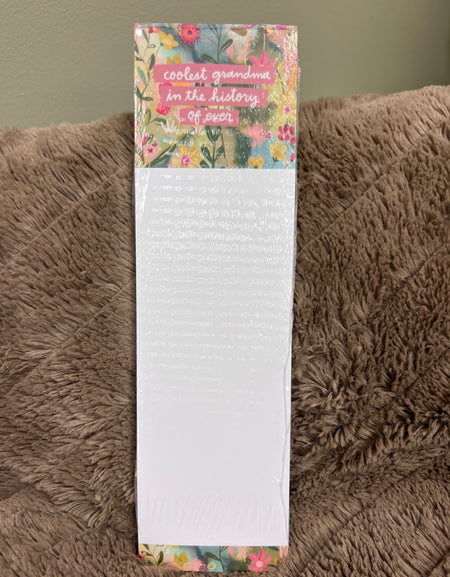 coolest grandma
in the history
of ever.